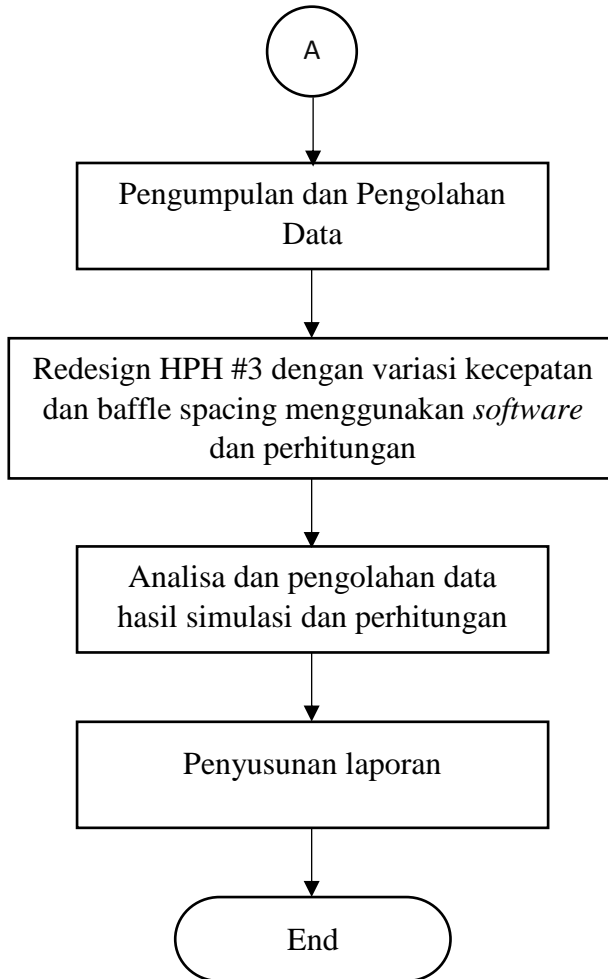 A
Pengumpulan dan Pengolahan
Data
Redesign HPH #3 dengan variasi kecepatan
dan baffle spacing menggunakan software
dan perhitungan
Analisa dan pengolahan data
hasil simulasi dan perhitungan
Penyusunan laporan
End